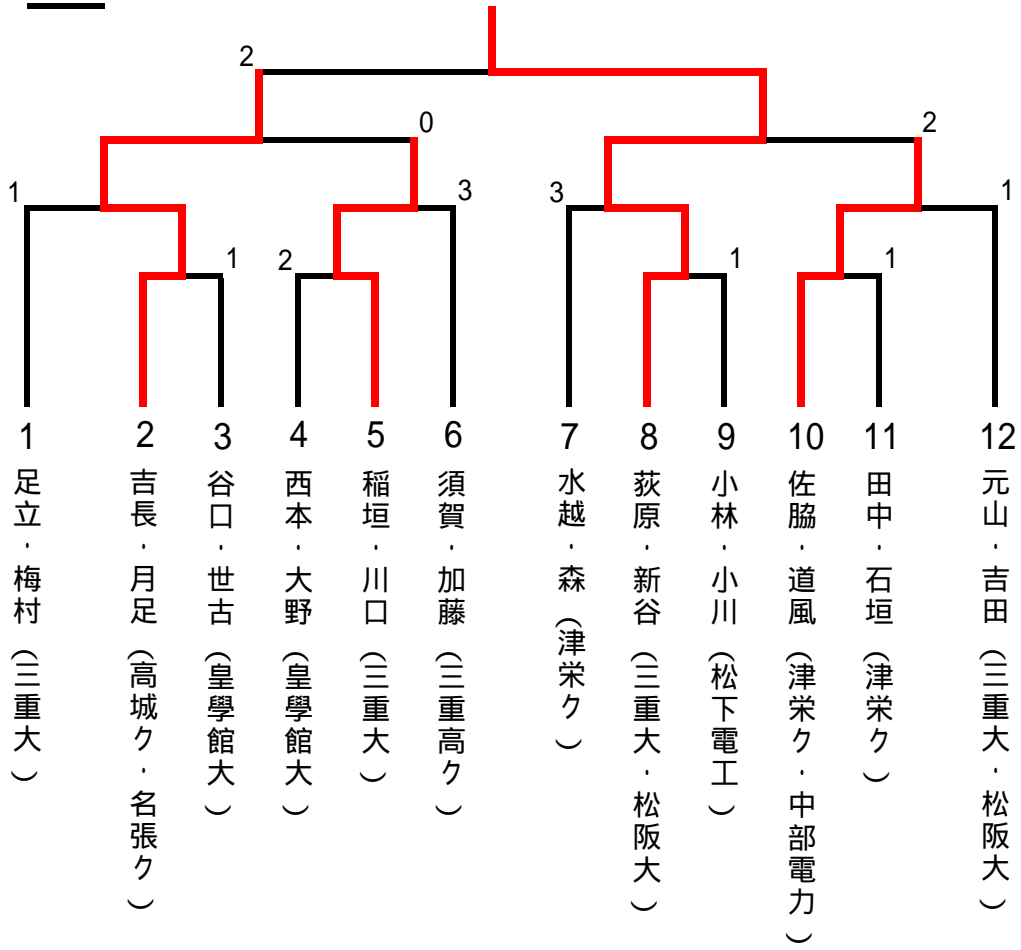 2
0
2
1
3
3
1
1
2
1
1
1
2
3
4
5
6
7
8
9
10
11
12
足立・梅村（三重大）
吉長・月足（高城ク・名張ク）
谷口・世古（皇學館大）
西本・大野（皇學館大）
稲垣・川口（三重大）
須賀・加藤（三重高ク）
水越・森（津栄ク）
荻原・新谷（三重大・松阪大）
小林・小川（松下電工）
佐脇・道風（津栄ク・中部電力）
田中・石垣（津栄ク）
元山・吉田（三重大・松阪大）